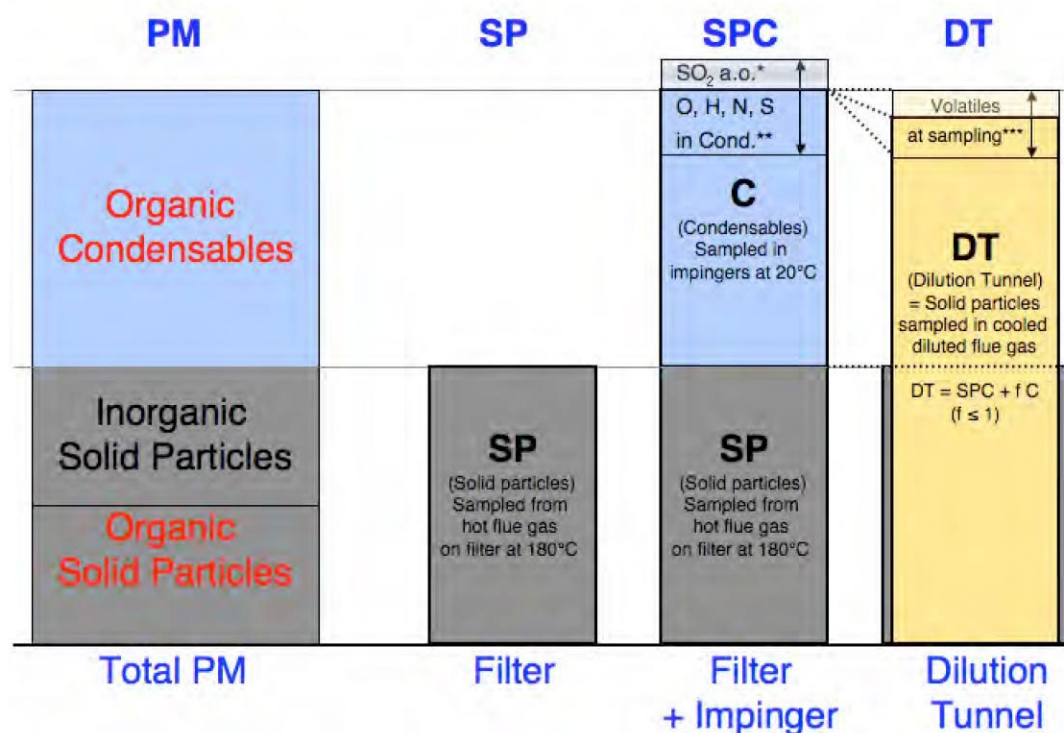 PM
SP
SPC
DT
Organic
Condensables
Inorganic
Solid Particles
Organic
Solid Particles
Total PM
SP
(Solid particles)
Sampled from
hot flue gas
on filter at 180°C
Filter
SO₂ a.o.*
O, H, N, S
in Cond.**
C
(Condensables)
Sampled in
impingers at 20°C
SP
(Solid particles)
Sampled from
hot flue gas
on filter at 180°C
Filter
+ Impinger
Volatiles
at sampling***
DT
(Dilution Tunnel)
= Solid particles
sampled in cooled
diluted flue gas
DT = SPC + f C
(f ≤ 1)
Dilution
Tunnel